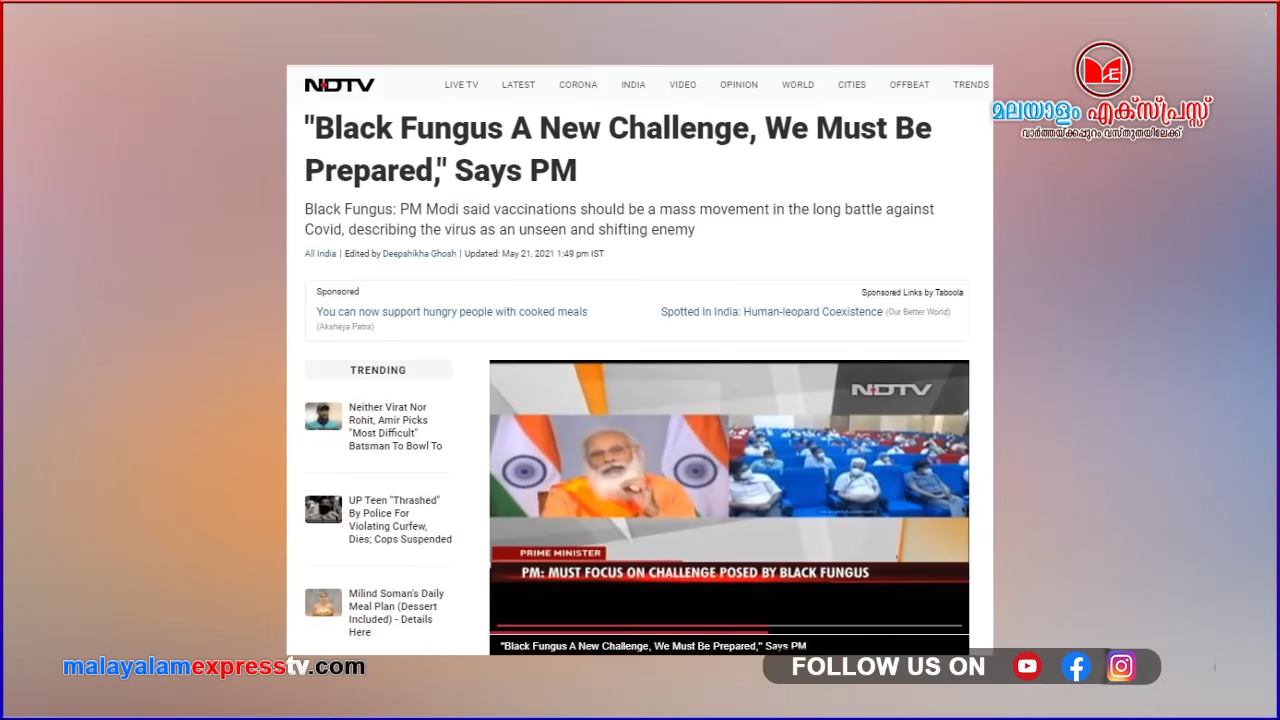 NDTV
LIVE TV LATEST CORONA INDIA VIDEO OPINION WORLD CITIES OFFBEAT TRENDS
മലയാളം എക്സ്പ്രസ്സ്
വാർത്തയ്ക്കപ്പുറം വസ്തുതയിലേക്ക്
"Black Fungus A New Challenge, We Must Be
Prepared," Says PM
Black Fungus: PM Modi said vaccinations should be a mass movement in the long battle against
Covid, describing the virus as an unseen and shifting enemy
All India | Edited by Deepshikha Ghosh | Updated: May 21, 2021 1:49 pm IST
Sponsored
Sponsored Links by Taboola
You can now support hungry people with cooked meals
(Akshaya Patra)
Spotted In India: Human-leopard Coexistence (Our Better World)
TRENDING
Neither Virat Nor
Rohit, Amir Picks
"Most Difficult"
Batsman To Bowl To
UP Teen "Thrashed"
By Police For
Violating Curfew,
Dies; Cops Suspended
Milind Soman's Daily
Meal Plan (Dessert
Included) - Details
Here
NDTV
PRIME MINISTER
PM: MUST FOCUS ON CHALLENGE POSED BY BLACK FUNGUS
"Black Fungus A New Challenge, We Must Be Prepared," Says PM
malayalamexpresstv.com
FOLLOW US ON